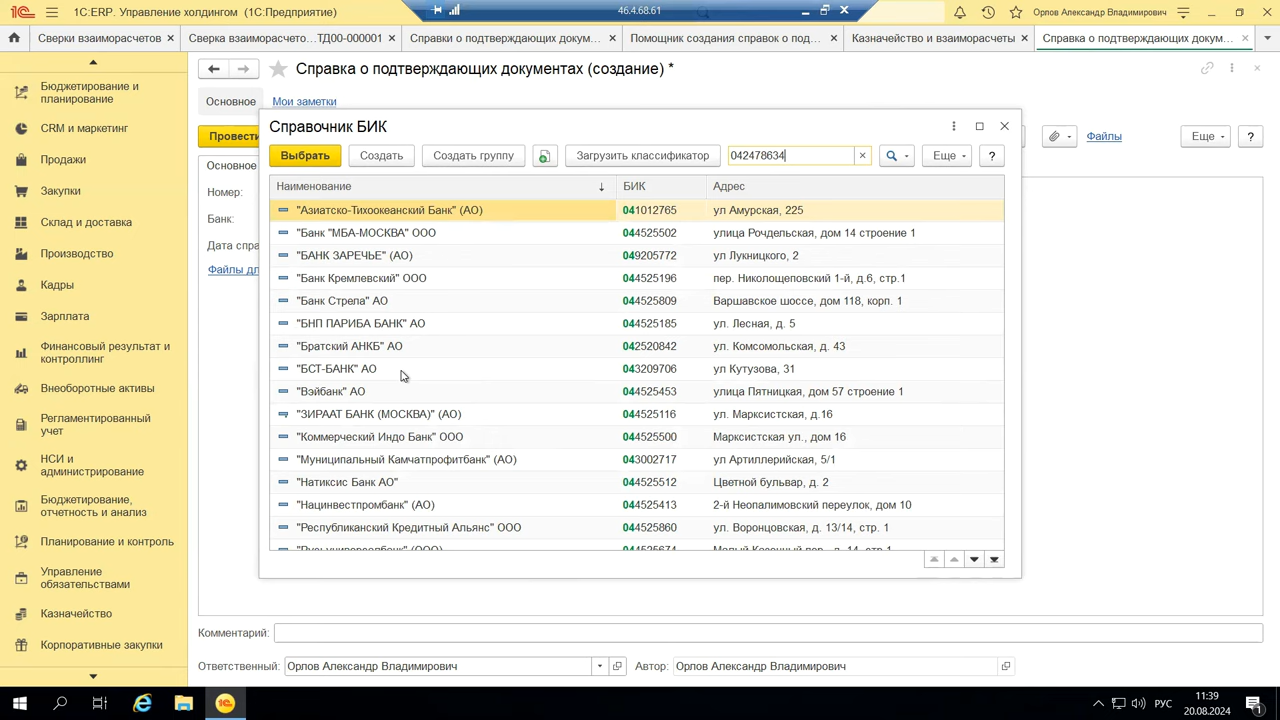 1С:ERP. Управление холдингом (1С:Предприятие)
46.4.68.61
Орлов Александр Владимирович
Сверки взаиморасчетов
Сверка взаиморасчето...ТД00-000001
Справки о подтверждающих докум...
Помощник создания справок о под...
Казначейство и взаиморасчеты
Справка о подтверждающих докум...
Бюджетирование и
планирование
CRM и маркетинг
Продажи
Закупки
Склад и доставка
Производство
Кадры
Зарплата
Финансовый результат и
контроллинг
Внеоборотные активы
Регламентированный
учет
НСИ и
администрирование
Бюджетирование,
отчетность и анализ
Планирование и контроль
Управление
обязательствами
Казначейство
Корпоративные закупки
Справка о подтверждающих документах (создание) *
Основное
Мои заметки
Провести
Файлы
Еще
?
Основное
Номер:
Банк:
Дата спра
Файлы дл
Справочник БИК
Выбрать
Создать
Создать группу
Загрузить классификатор
042478634
Еще
?
Наименование
БИК
Адрес
"Азиатско-Тихоокеанский Банк" (АО) 041012765 ул Амурская, 225
"Банк "МБА-МОСКВА" ООО 044525502 улица Рочдельская, дом 14 строение 1
"БАНК ЗАРЕЧЬЕ" (АО) 049205772 ул Лукницкого, 2
"Банк Кремлевский" ООО 044525196 пер. Николощеповский 1-й, д.6, стр.1
"Банк Стрела" АО 044525809 Варшавское шоссе, дом 118, корп. 1
"БНП ПАРИБА БАНК" АО 044525185 ул. Лесная, д. 5
"Братский АНКБ" АО 042520842 ул. Комсомольская, д. 43
"БСТ-БАНК" АО 043209706 ул Кутузова, 31
"Вэйбанк" АО 044525453 улица Пятницкая, дом 57 строение 1
"ЗИРААТ БАНК (МОСКВА)" (АО) 044525116 ул. Марксистская, д.16
"Коммерческий Индо Банк" ООО 044525500 Марксистская ул., дом 16
"Муниципальный Камчатпрофитбанк" (АО) 043002717 ул Артиллерийская, 5/1
"Натиксис Банк АО" 044525512 Цветной бульвар, д. 2
"Нацинвестпромбанк" (АО) 044525413 2-й Неопалимовский переулок, дом 10
"Республиканский Кредитный Альянс" ООО 044525860 ул. Воронцовская, д. 13/14, стр. 1
"Русьуниверсалбанк" (ООО) 044525674 Малый Казенный пер., д. 14, стр.1
Комментарий:
Ответственный: Орлов Александр Владимирович
Автор: Орлов Александр Владимирович
РУС
11:39
20.08.2024
1